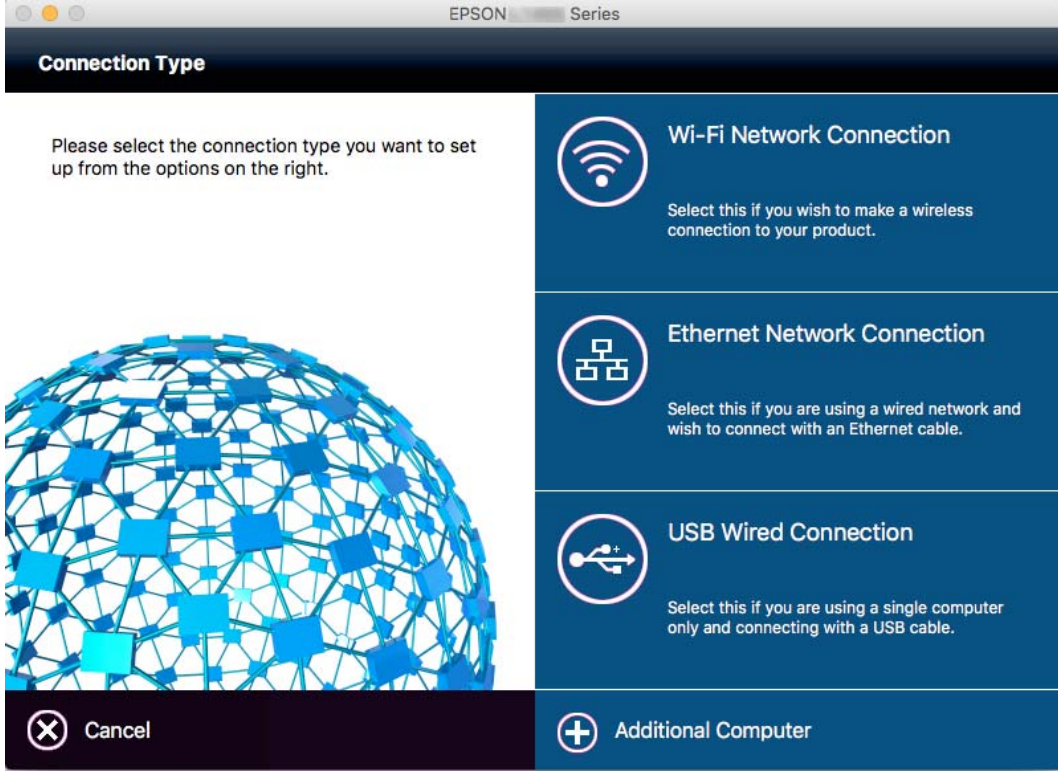 EPSON Series
Connection Type
Please select the connection type you want to set
up from the options on the right.
Wi-Fi Network Connection
Select this if you wish to make a wireless
connection to your product.
Ethernet Network Connection
Select this if you are using a wired network and
wish to connect with an Ethernet cable.
USB Wired Connection
Select this if you are using a single computer
only and connecting with a USB cable.
Cancel
Additional Computer